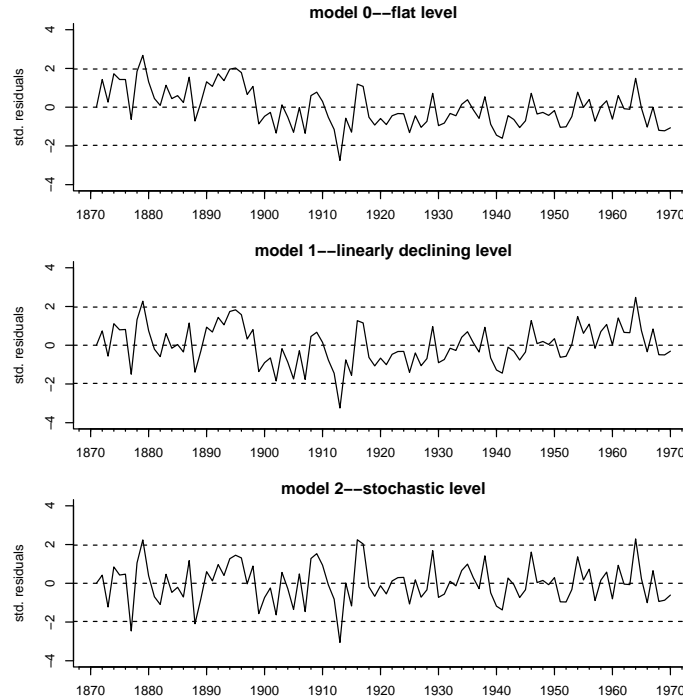 model 0−−flat level
std. residuals
4
2
0
−2
−4
1870 1880 1890 1900 1910 1920 1930 1940 1950 1960 1970
model 1−−linearly declining level
std. residuals
4
2
0
−2
−4
1870 1880 1890 1900 1910 1920 1930 1940 1950 1960 1970
model 2−−stochastic level
std. residuals
4
2
0
−2
−4
1870 1880 1890 1900 1910 1920 1930 1940 1950 1960 1970